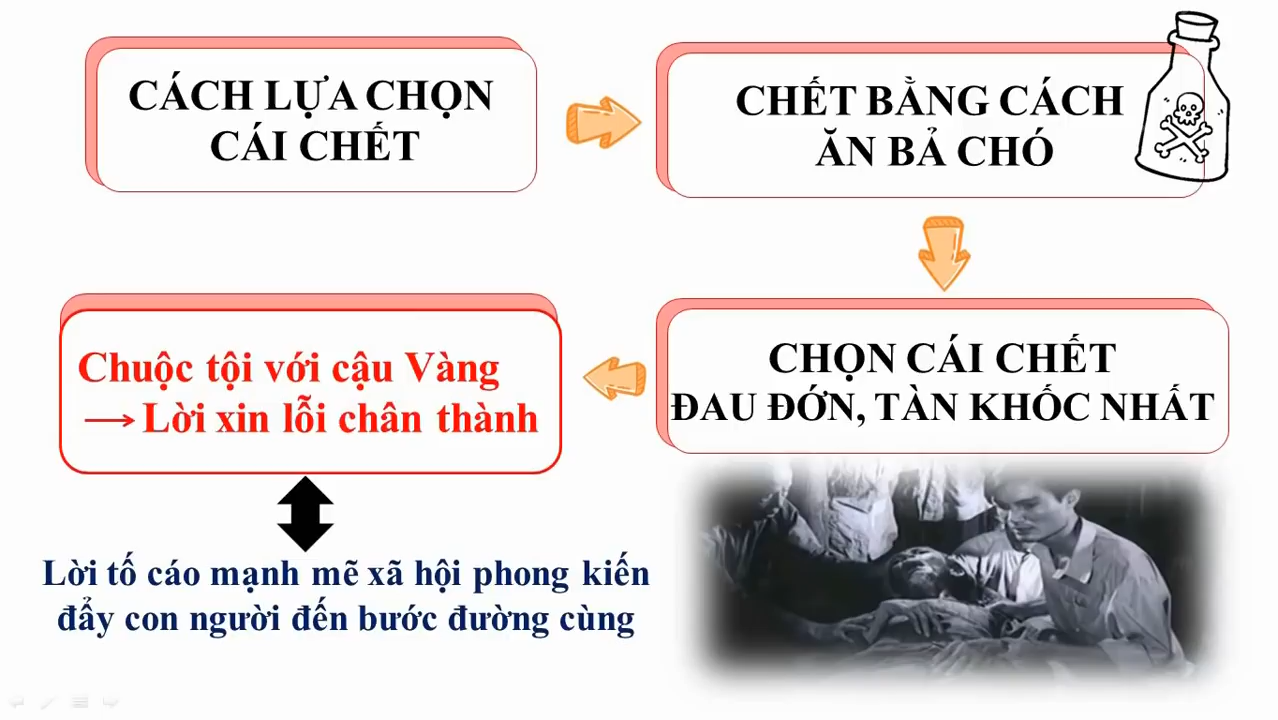 CÁCH LỰA CHỌN
CÁI CHẾT
CHẾT BẰNG CÁCH
ĂN BẢ CHÓ
CHỌN CÁI CHẾT
ĐAU ĐỚN, TÀN KHỐC NHẤT
Chuộc tội với cậu Vàng
→ Lời xin lỗi chân thành
Lời tố cáo mạnh mẽ xã hội phong kiến
đẩy con người đến bước đường cùng